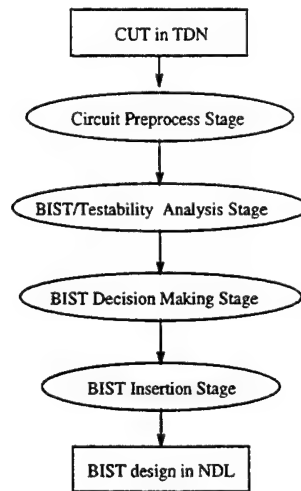 CUT in TDN
Circuit Preprocess Stage
BIST/Testability Analysis Stage
BIST Decision Making Stage
BIST Insertion Stage
BIST design in NDL